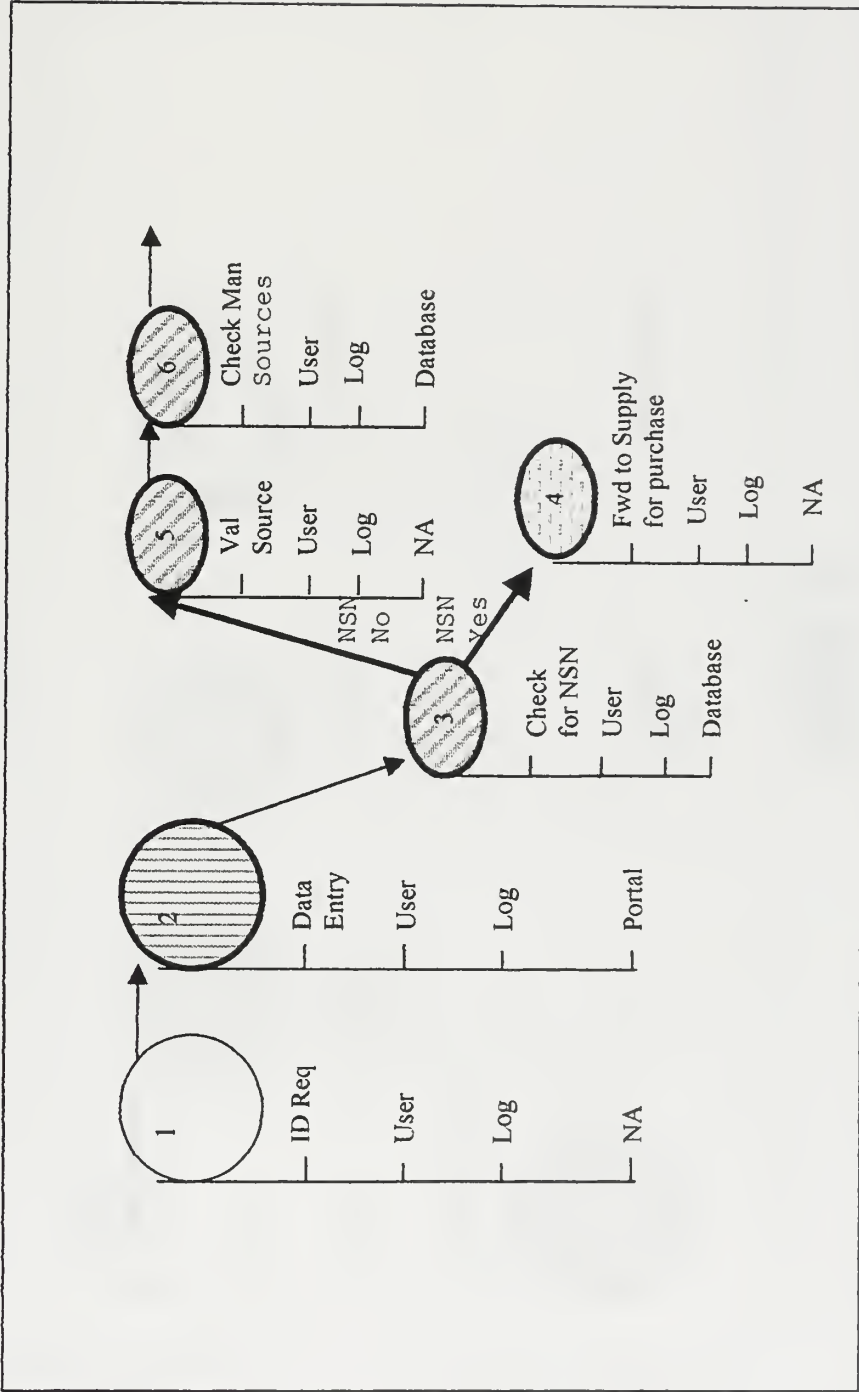 1
ID Req
User
Log
NA
2
Data
Entry
User
Log
Portal
3
Check
for NSN
User
Log
Database
NSN
No
NSN
Yes
4
Fwd to Supply
for purchase
User
Log
NA
5
Val
Source
User
Log
NA
6
Check Man
Sources
User
Log
Database